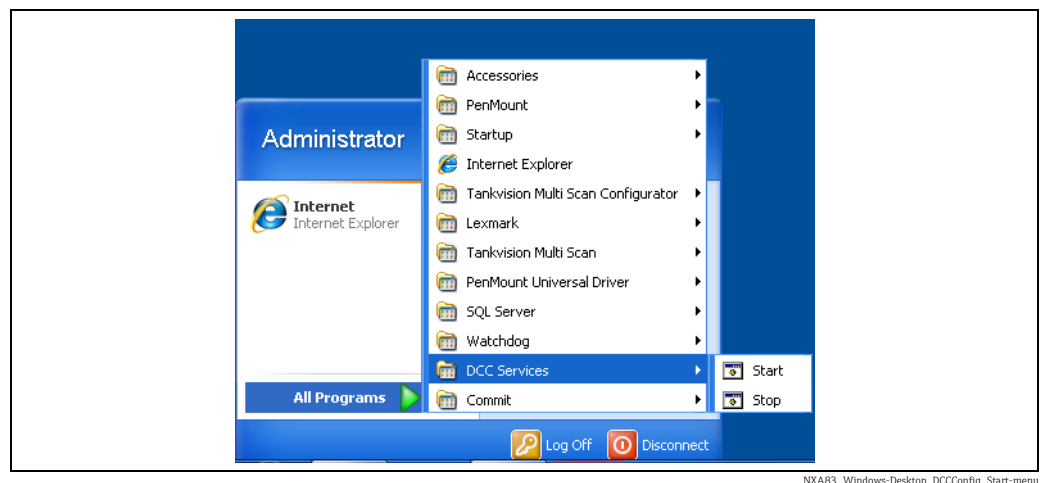 Accessories
PenMount
Administrator
Startup
Internet Explorer
Tankvision Multi Scan Configurator
Internet
Internet Explorer
Lexmark
Tankvision Multi Scan
PenMount Universal Driver
SQL Server
Watchdog
DCC Services
Start
All Programs
Commit
Stop
Log Off
Disconnect
NXA83_Windows-Desktop_DCCConfig_Start-menu